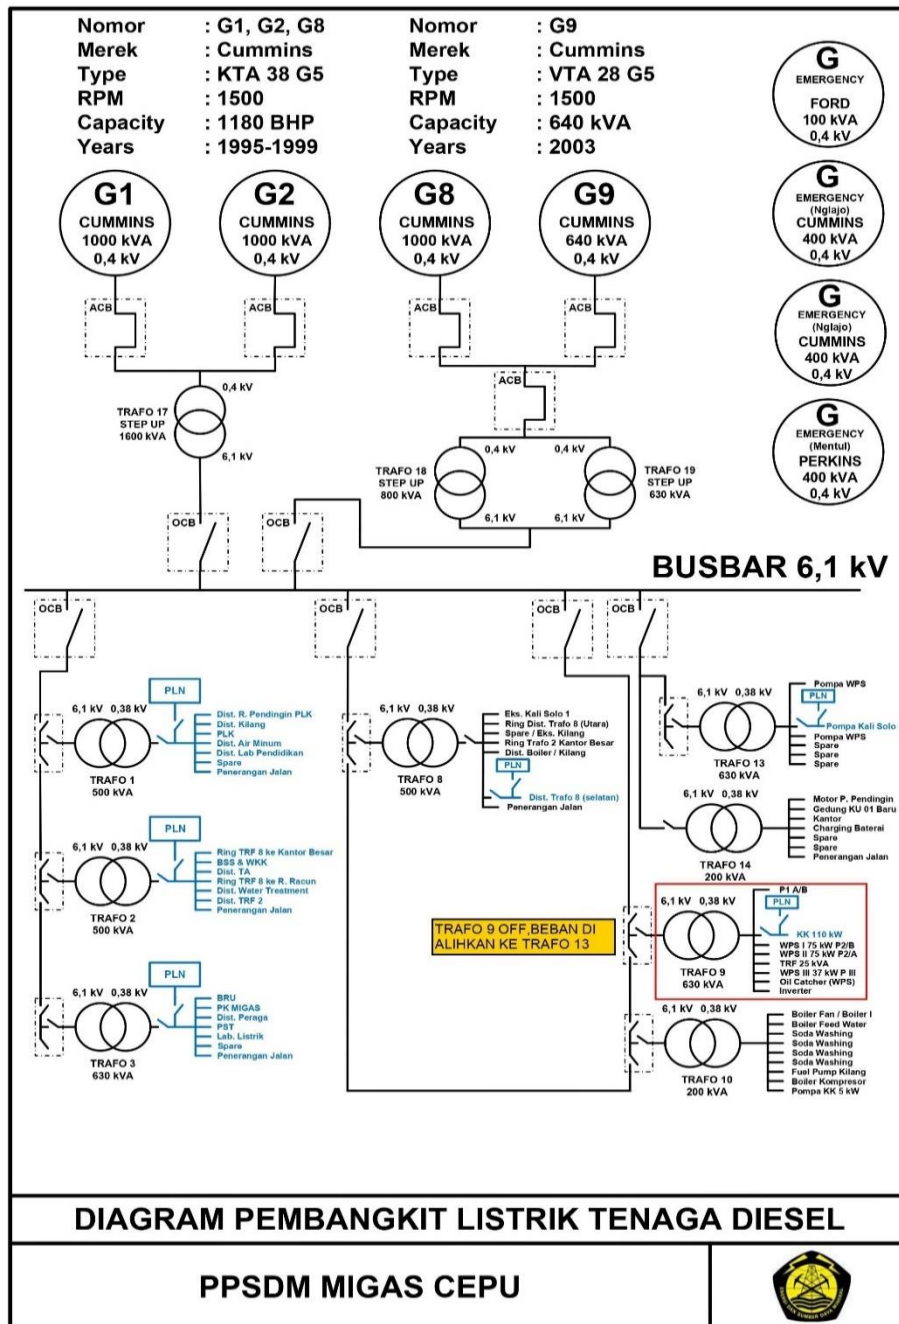 Nomor : G1, G2, G8
Merek : Cummins
Type : KTA 38 G5
RPM : 1500
Capacity : 1180 BHP
Years : 1995-1999
Nomor : G9
Merek : Cummins
Type : VTA 28 G5
RPM : 1500
Capacity : 640 kVA
Years : 2003
G
EMERGENCY
FORD
100 kVA
0,4 kV
G
EMERGENCY
(Nglajo)
CUMMINS
400 kVA
0,4 kV
G
EMERGENCY
(Nglajo)
CUMMINS
400 kVA
0,4 kV
G
EMERGENCY
(Mentul)
PERKINS
400 kVA
0,4 kV
G1
CUMMINS
1000 kVA
0,4 kV
G2
CUMMINS
1000 kVA
0,4 kV
G8
CUMMINS
1000 kVA
0,4 kV
G9
CUMMINS
640 kVA
0,4 kV
ACB
ACB
ACB
ACB
ACB
0,4 kV
TRAFO 17
STEP UP
1600 kVA
6,1 kV
0,4 kV
TRAFO 18
STEP UP
800 kVA
6,1 kV
0,4 kV
TRAFO 19
STEP UP
630 kVA
6,1 kV
OCB
OCB
BUSBAR 6,1 kV
OCB
OCB
OCB
OCB
6,1 kV 0,38 kV
TRAFO 1
500 kVA
PLN
Dist. R. Pendingin PLK
Dist. Kilang
PLK
Dist. Air Minum
Dist. Lab Pendidikan
Spare
Penerangan Jalan
6,1 kV 0,38 kV
TRAFO 2
500 kVA
PLN
Ring TRF 8 ke Kantor Besar
BSS & WKK
Dist. TA
Ring TRF 8 ke R. Racun
Dist. Water Treatment
Dist. TRF 2
Penerangan Jalan
6,1 kV 0,38 kV
TRAFO 3
630 kVA
PLN
BRU
PK MIGAS
Dist. Peraga
PST
Lab. Listrik
Spare
Penerangan Jalan
6,1 kV 0,38 kV
TRAFO 8
500 kVA
Eks. Kali Solo 1
Ring Dist. Trafo 8 (Utara)
Spare / Eks. Kilang
Ring Trafo 2 Kantor Besar
Dist. Boiler / Kilang
PLN
Dist. Trafo 8 (selatan)
Penerangan Jalan
6,1 kV 0,38 kV
TRAFO 13
630 kVA
Pompa WPS
PLN
Pompa Kali Solo
Pompa WPS
Spare
Spare
Spare
6,1 kV 0,38 kV
TRAFO 14
200 kVA
Motor P. Pendingin
Gedung KU 01 Baru
Kantor
Charging Baterai
Spare
Spare
Penerangan Jalan
TRAFO 9 OFF,BEBAN DI
ALIHKAN KE TRAFO 13
6,1 kV 0,38 kV
TRAFO 9
630 kVA
P1 A/B
PLN
KK 110 kW
WPS I 75 kW P2/B
WPS II 75 kW P2/A
TRF 25 kVA
WPS III 37 kW P III
Oil Catcher (WPS)
Inverter
6,1 kV 0,38 kV
TRAFO 10
200 kVA
Boiler Fan / Boiler I
Boiler Feed Water
Soda Washing
Soda Washing
Soda Washing
Soda Washing
Fuel Pump Kilang
Boiler Kompresor
Pompa KK 5 kW
DIAGRAM PEMBANGKIT LISTRIK TENAGA DIESEL
PPSDM MIGAS CEPU